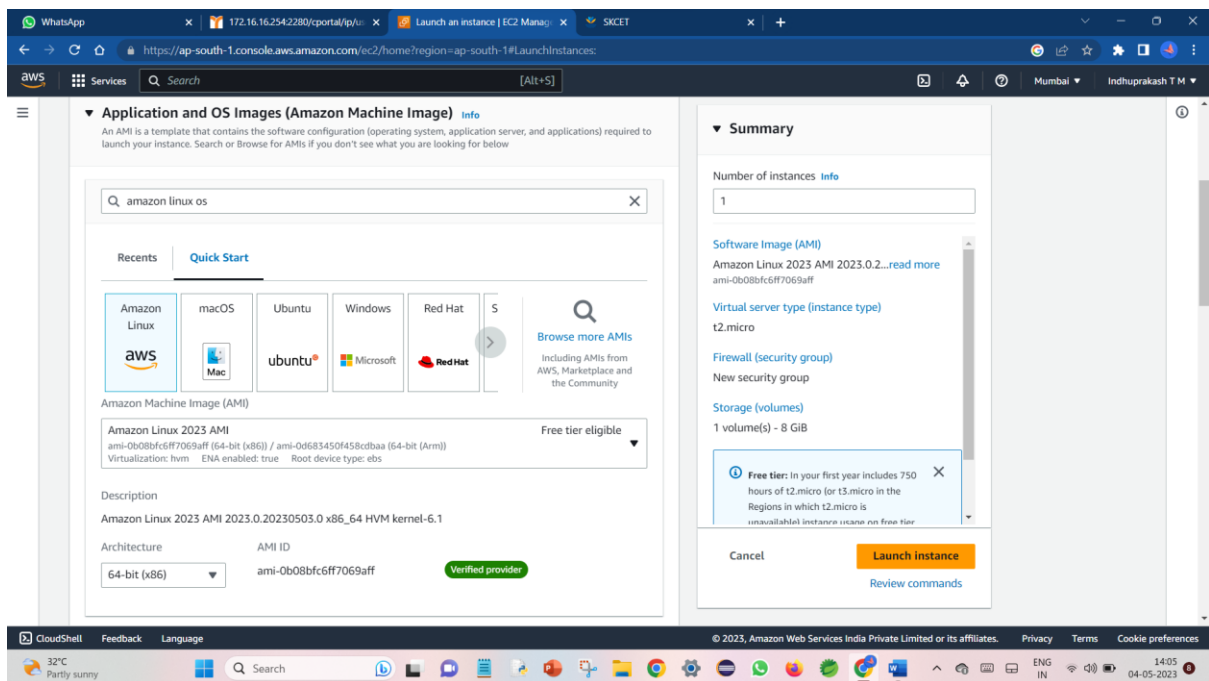 WhatsApp
172.16.16.254:2280/cportal/ip/us
Launch an instance | EC2 Manage
SKCET
https://ap-south-1.console.aws.amazon.com/ec2/home?region=ap-south-1#LaunchInstances:
aws
Services
Search
[Alt+S]
Mumbai
Indhuprakash T M
Application and OS Images (Amazon Machine Image) Info
An AMI is a template that contains the software configuration (operating system, application server, and applications) required to
launch your instance. Search or Browse for AMIs if you don't see what you are looking for below
amazon linux os
Recents
Quick Start
Amazon
Linux
aws
macOS
Mac
Ubuntu
ubuntu
Windows
Microsoft
Red Hat
Red Hat
S
Browse more AMIs
Including AMIs from
AWS, Marketplace and
the Community
Amazon Machine Image (AMI)
Amazon Linux 2023 AMI
Free tier eligible
ami-0b08bfc6ff7069aff (64-bit (x86)) / ami-0d683450f458cdbaa (64-bit (Arm))
Virtualization: hvm ENA enabled: true Root device type: ebs
Description
Amazon Linux 2023 AMI 2023.0.20230503.0 x86_64 HVM kernel-6.1
Architecture
AMI ID
64-bit (x86)
ami-0b08bfc6ff7069aff
Verified provider
Summary
Number of instances Info
1
Software Image (AMI)
Amazon Linux 2023 AMI 2023.0.2...read more
ami-0b08bfc6ff7069aff
Virtual server type (instance type)
t2.micro
Firewall (security group)
New security group
Storage (volumes)
1 volume(s) - 8 GiB
Free tier: In your first year includes 750
hours of t2.micro (or t3.micro in the
Regions in which t2.micro is
unavailable) instance usage on free tier
Cancel
Launch instance
Review commands
CloudShell
Feedback
Language
© 2023, Amazon Web Services India Private Limited or its affiliates.
Privacy
Terms
Cookie preferences
32°C
Partly sunny
Search
ENG
IN
14:05
04-05-2023
8